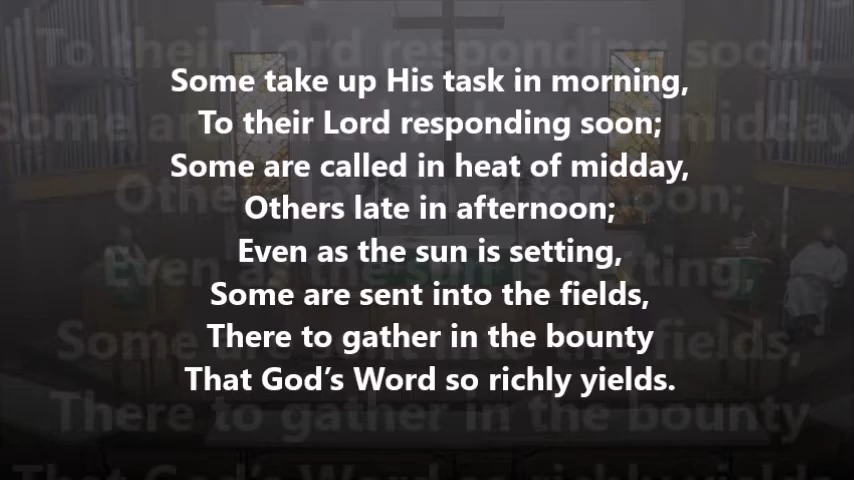 Some take up His task in morning,
To their Lord responding soon;
Some are called in heat of midday,
Others late in afternoon;
Even as the sun is setting,
Some are sent into the fields,
There to gather in the bounty
That God's Word so richly yields.